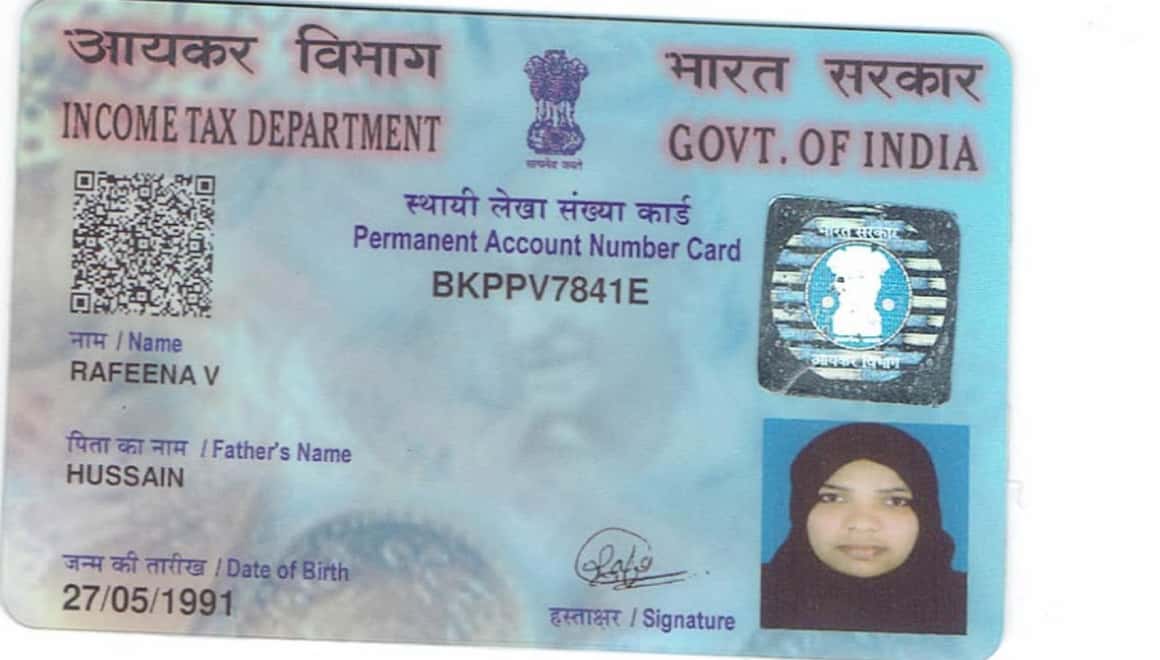 आयकर विभाग
INCOME TAX DEPARTMENT
सत्यमेव जयते
भारत सरकार
GOVT. OF INDIA
स्थायी लेखा संख्या कार्ड
Permanent Account Number Card
BKPPV7841E
भारत सरकार
आयकर विभाग
नाम / Name
RAFEENA V
पिता का नाम / Father's Name
HUSSAIN
जन्म की तारीख / Date of Birth
27/05/1991
हस्ताक्षर / Signature